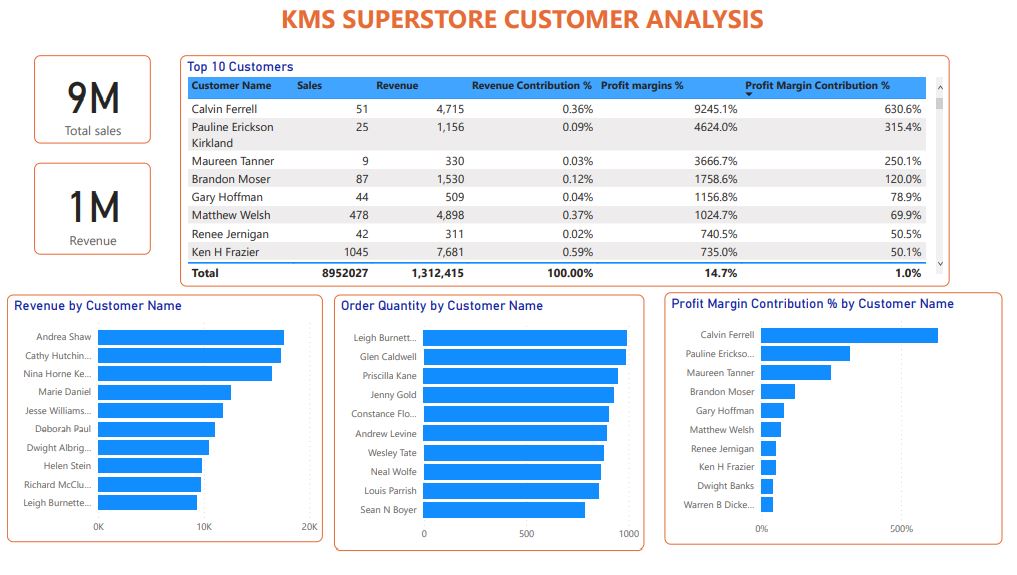 KMS SUPERSTORE CUSTOMER ANALYSIS
9M
Total sales
1M
Revenue
Top 10 Customers
Customer Name Sales Revenue Revenue Contribution % Profit margins % Profit Margin Contribution %
Calvin Ferrell 51 4,715 0.36% 9245.1% 630.6%
Pauline Erickson 25 1,156 0.09% 4624.0% 315.4%
Kirkland
Maureen Tanner 9 330 0.03% 3666.7% 250.1%
Brandon Moser 87 1,530 0.12% 1758.6% 120.0%
Gary Hoffman 44 509 0.04% 1156.8% 78.9%
Matthew Welsh 478 4,898 0.37% 1024.7% 69.9%
Renee Jernigan 42 311 0.02% 740.5% 50.5%
Ken H Frazier 1045 7,681 0.59% 735.0% 50.1%
Total 8952027 1,312,415 100.00% 14.7% 1.0%
Revenue by Customer Name
Andrea Shaw
Cathy Hutchin...
Nina Horne Ke...
Marie Daniel
Jesse Williams...
Deborah Paul
Dwight Albrig...
Helen Stein
Richard McClu...
Leigh Burnette...
0K 10K 20K
Order Quantity by Customer Name
Leigh Burnett...
Glen Caldwell
Priscilla Kane
Jenny Gold
Constance Flo...
Andrew Levine
Wesley Tate
Neal Wolfe
Louis Parrish
Sean N Boyer
0 500 1000
Profit Margin Contribution % by Customer Name
Calvin Ferrell
Pauline Erickso...
Maureen Tanner
Brandon Moser
Gary Hoffman
Matthew Welsh
Renee Jernigan
Ken H Frazier
Dwight Banks
Warren B Dicke...
0% 500%